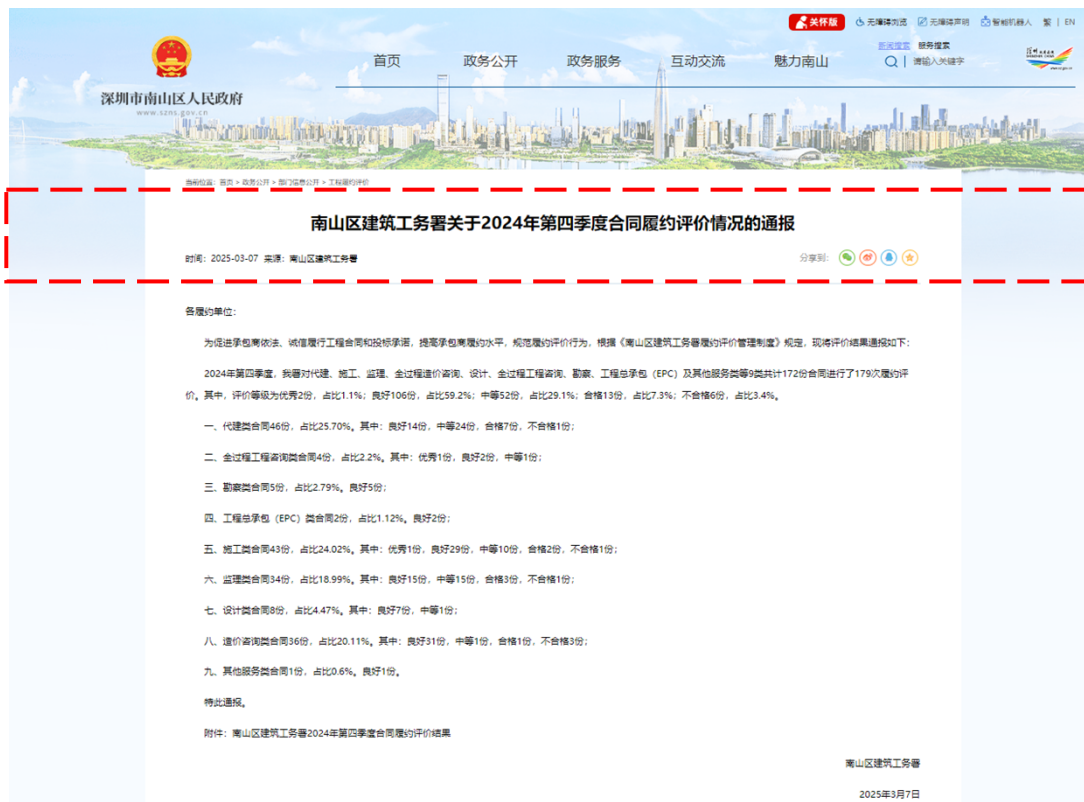 关怀版 无障碍浏览 无障碍声明 智能机器人 繁 | EN
新闻搜索 服务搜索
首页 政务公开 政务服务 互动交流 魅力南山 请输入关键字
深圳市南山区人民政府
www.szns.gov.cn
当前位置：首页 > 政务公开 > 部门信息公开 > 工程履约评价
南山区建筑工务署关于2024年第四季度合同履约评价情况的通报
时间：2025-03-07 来源：南山区建筑工务署 分享到：
各履约单位：
为促进承包商依法、诚信履行工程合同和投标承诺，提高承包商履约水平，规范履约评价行为，根据《南山区建筑工务署履约评价管理制度》规定，现将评价结果通报如下：
2024年第四季度，我署对代建、施工、监理、全过程造价咨询、设计、全过程工程咨询、勘察、工程总承包（EPC）及其他服务类等9类共计172份合同进行了179次履约评
价。其中，评价等级为优秀2份，占比1.1%；良好106份，占比59.2%；中等52份，占比29.1%；合格13份，占比7.3%；不合格6份，占比3.4%。
一、代建类合同46份，占比25.70%。其中：良好14份，中等24份，合格7份，不合格1份；
二、全过程工程咨询类合同4份，占比2.2%。其中：优秀1份，良好2份，中等1份；
三、勘察类合同5份，占比2.79%。良好5份；
四、工程总承包（EPC）类合同2份，占比1.12%。良好2份；
五、施工类合同43份，占比24.02%。其中：优秀1份，良好29份，中等10份，合格2份，不合格1份；
六、监理类合同34份，占比18.99%。其中：良好15份，中等15份，合格3份，不合格1份；
七、设计类合同8份，占比4.47%。其中：良好7份，中等1份；
八、造价咨询类合同36份，占比20.11%。其中：良好31份，中等1份，合格1份，不合格3份；
九、其他服务类合同1份，占比0.6%。良好1份。
特此通报。
附件：南山区建筑工务署2024年第四季度合同履约评价结果
南山区建筑工务署
2025年3月7日